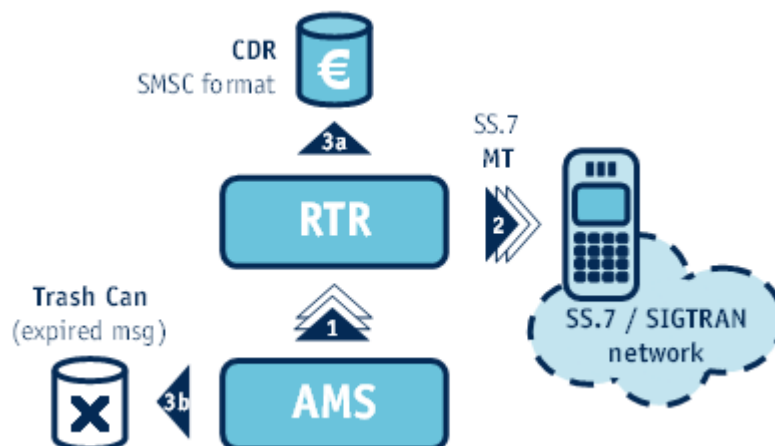 CDR
SMSC format
€
3a
SS.7
MT
RTR
2
Trash Can
(expired msg)
1
SS.7 / SIGTRAN
network
3b
AMS